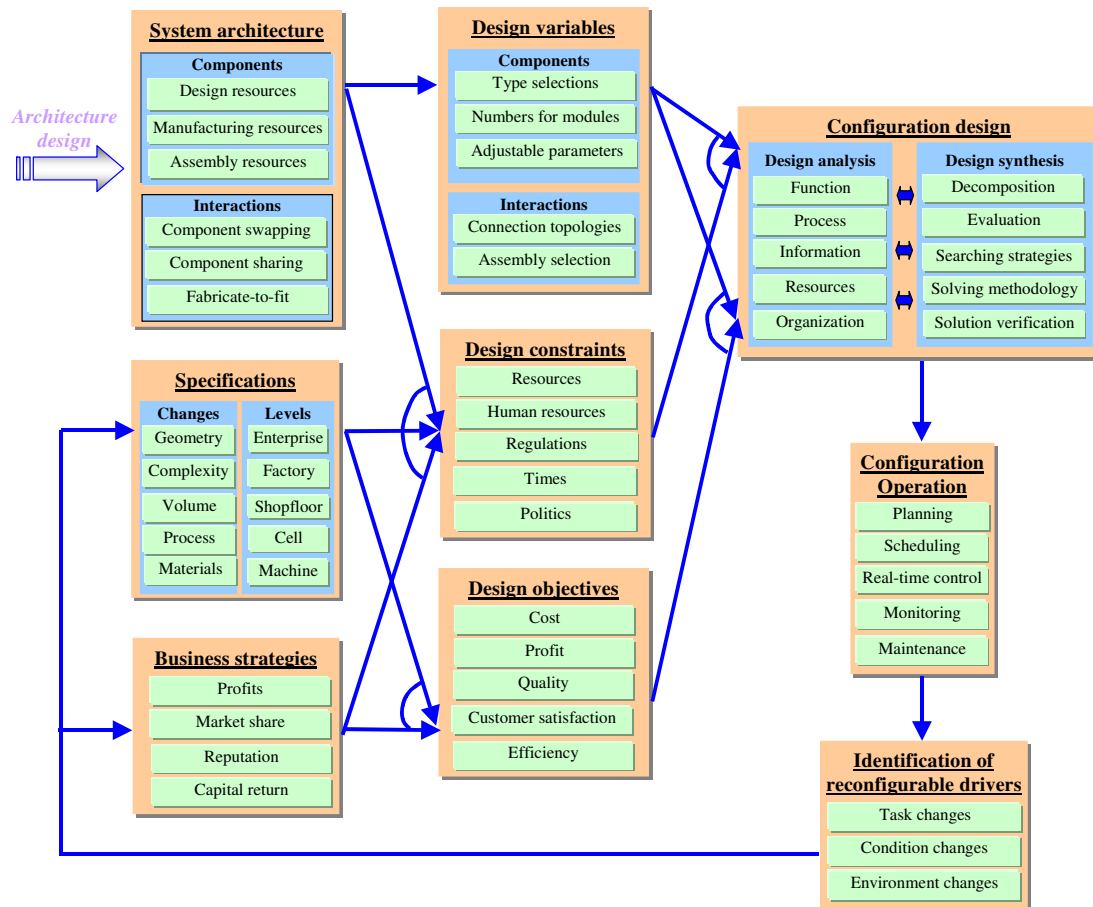 Architecture
design
System architecture
Components
Design resources
Manufacturing resources
Assembly resources
Interactions
Component swapping
Component sharing
Fabricate-to-fit
Specifications
Changes
Geometry
Complexity
Volume
Process
Materials
Levels
Enterprise
Factory
Shopfloor
Cell
Machine
Business strategies
Profits
Market share
Reputation
Capital return
Design variables
Components
Type selections
Numbers for modules
Adjustable parameters
Interactions
Connection topologies
Assembly selection
Design constraints
Resources
Human resources
Regulations
Times
Politics
Design objectives
Cost
Profit
Quality
Customer satisfaction
Efficiency
Configuration design
Design analysis
Function
Process
Information
Resources
Organization
Design synthesis
Decomposition
Evaluation
Searching strategies
Solving methodology
Solution verification
Configuration
Operation
Planning
Scheduling
Real-time control
Monitoring
Maintenance
Identification of
reconfigurable drivers
Task changes
Condition changes
Environment changes